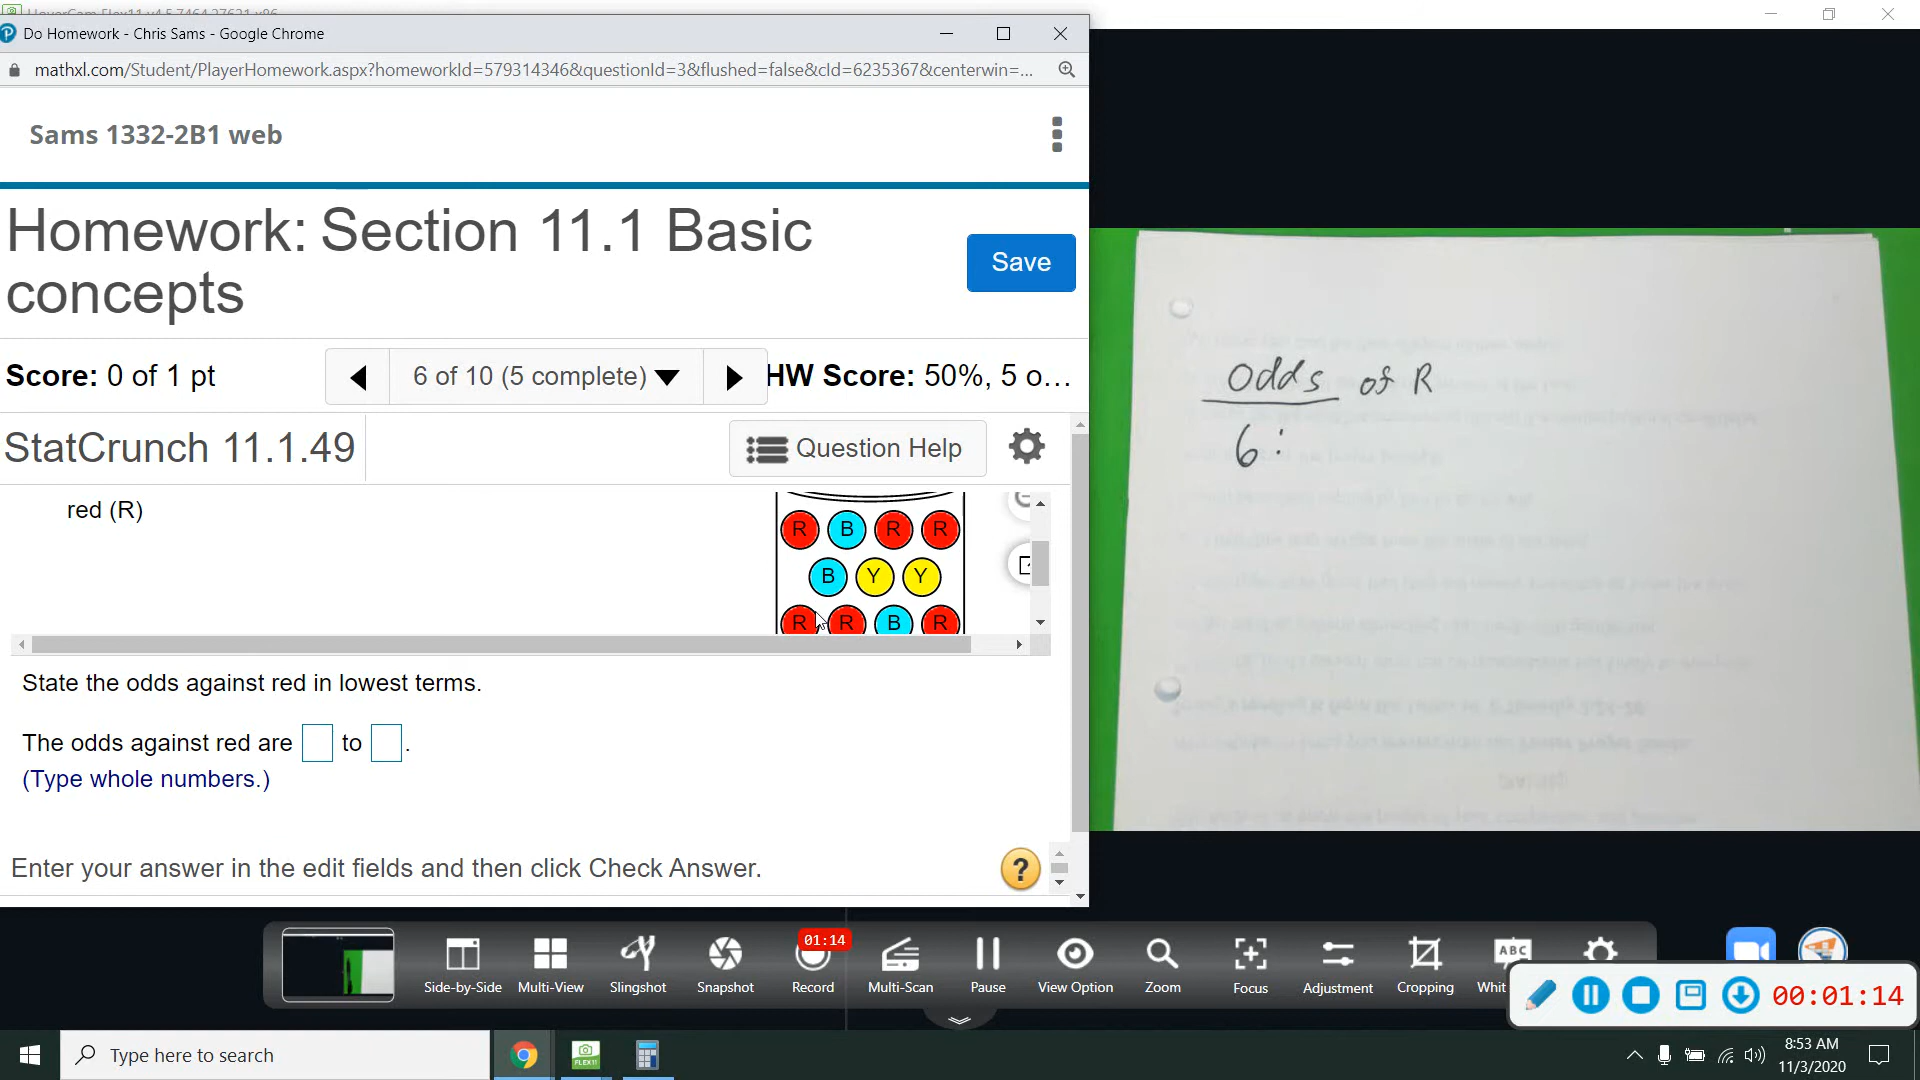 Do Homework - Chris Sams - Google Chrome
mathxl.com/Student/PlayerHomework.aspx?homeworkId=579314346&questionId=3&flushed=false&cId=6235367&centerwin=...
Sams 1332-2B1 web
Homework: Section 11.1 Basic
concepts
Save
Score: 0 of 1 pt
6 of 10 (5 complete)
HW Score: 50%, 5 o...
StatCrunch 11.1.49
Question Help
red (R)
R B R R
B Y Y
R R B R
State the odds against red in lowest terms.
The odds against red are to .
(Type whole numbers.)
Enter your answer in the edit fields and then click Check Answer.
?
Odds of R
6:
01:14
Side-by-Side
Multi-View
Slingshot
Snapshot
Record
Multi-Scan
Pause
View Option
Zoom
Focus
Adjustment
Cropping
ABC
Whit
00:01:14
Type here to search
FLEX11
8:53 AM
11/3/2020